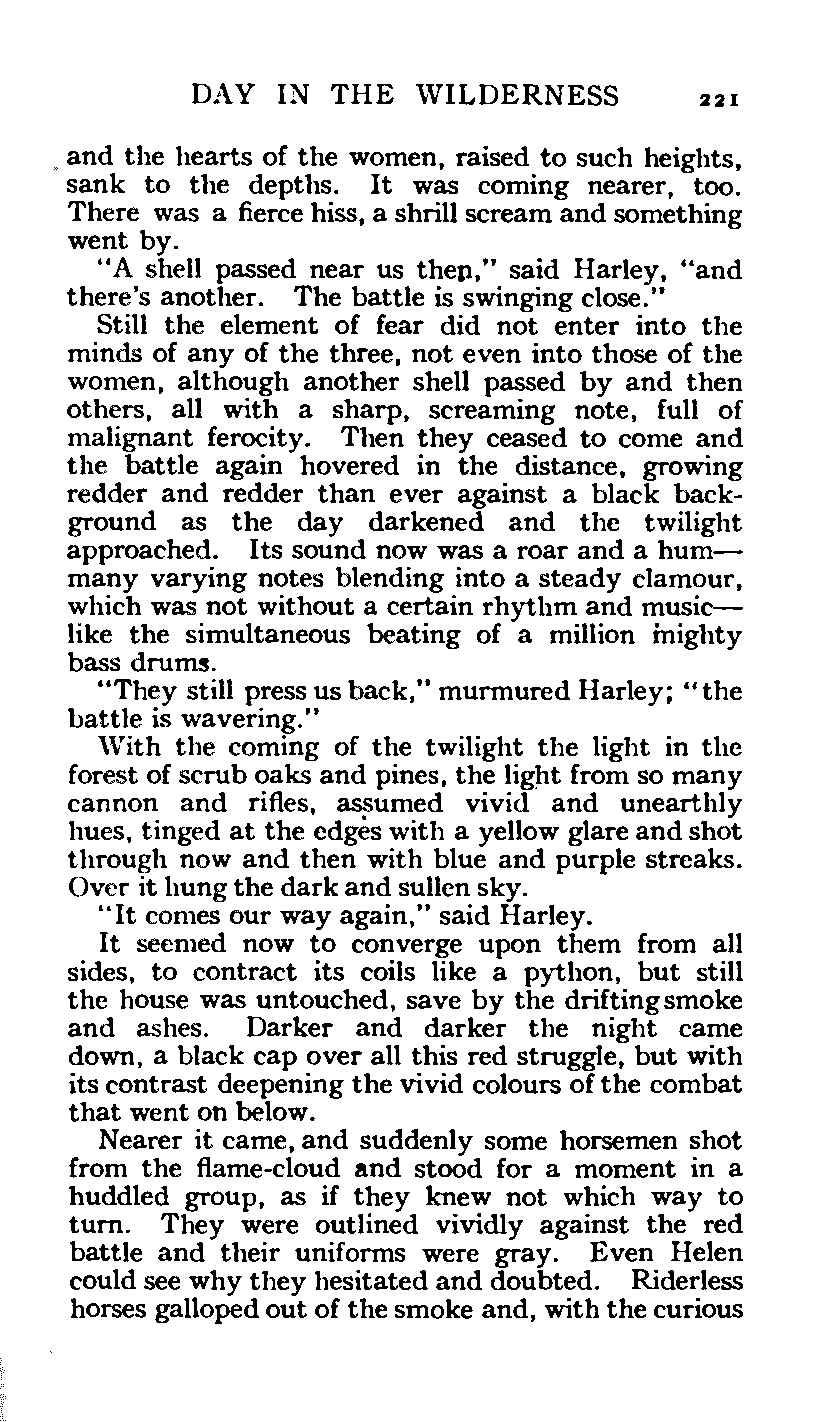 DAY IN THE WILDERNESS 221
and the hearts of the women, raised to such heights,
sank to the depths. It was coming nearer, too.
There was a fierce hiss, a shrill scream and something
went by.
"A shell passed near us then," said Harley, "and
there's another. The battle is swinging close."
Still the element of fear did not enter into the
minds of any of the three, not even into those of the
women, although another shell passed by and then
others, all with a sharp, screaming note, full of
malignant ferocity. Then they ceased to come and
the battle again hovered in the distance, growing
redder and redder than ever against a black back-
ground as the day darkened and the twilight
approached. Its sound now was a roar and a hum—
many varying notes blending into a steady clamour,
which was not without a certain rhythm and music—
like the simultaneous beating of a million mighty
bass drums.
"They still press us back," murmured Harley; "the
battle is wavering."
With the coming of the twilight the light in the
forest of scrub oaks and pines, the light from so many
cannon and rifles, assumed vivid and unearthly
hues, tinged at the edges with a yellow glare and shot
through now and then with blue and purple streaks.
Over it hung the dark and sullen sky.
"It comes our way again," said Harley.
It seemed now to converge upon them from all
sides, to contract its coils like a python, but still
the house was untouched, save by the drifting smoke
and ashes. Darker and darker the night came
down, a black cap over all this red struggle, but with
its contrast deepening the vivid colours of the combat
that went on below.
Nearer it came, and suddenly some horsemen shot
from the flame-cloud and stood for a moment in a
huddled group, as if they knew not which way to
turn. They were outlined vividly against the red
battle and their uniforms were gray. Even Helen
could see why they hesitated and doubted. Riderless
horses galloped out of the smoke and, with the curious